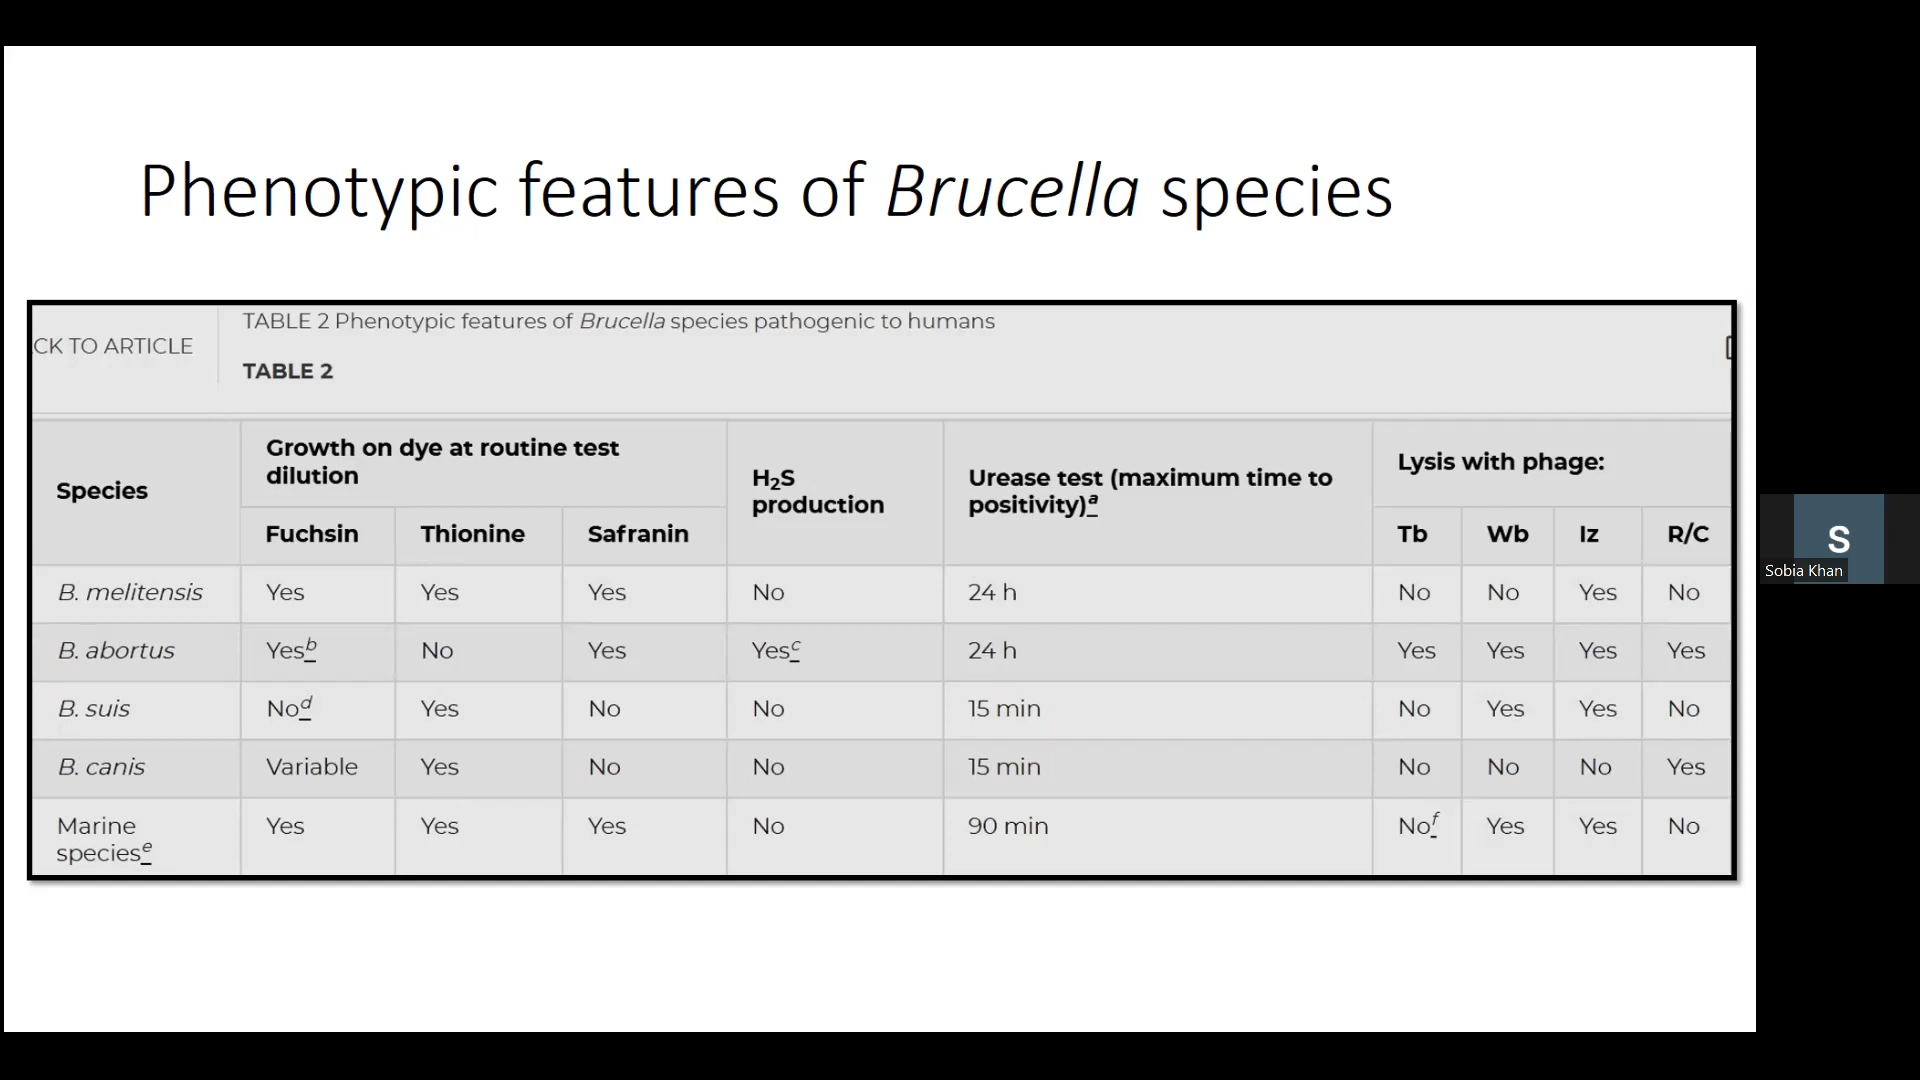 Phenotypic features of Brucella species
CK TO ARTICLE
TABLE 2 Phenotypic features of Brucella species pathogenic to humans
TABLE 2
Species
Growth on dye at routine test dilution
H₂S production
Urease test (maximum time to positivity)a
Lysis with phage:
Fuchsin Thionine Safranin Tb Wb Iz R/C
B. melitensis Yes Yes Yes No 24 h No No Yes No
B. abortus Yesb No Yes Yesc 24 h Yes Yes Yes Yes
B. suis Nod Yes No No 15 min No Yes Yes No
B. canis Variable Yes No No 15 min No No No Yes
Marine speciese Yes Yes Yes No 90 min Nof Yes Yes No
S
Sobia Khan